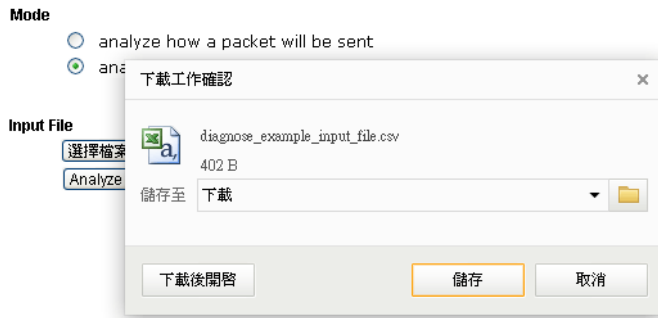 Mode
analyze how a packet will be sent
ana
下載工作確認
Input File
diagnose_example_input_file.csv
選擇檔案
402 B
Analyze
儲存至 下載
下載後開啓 儲存 取消